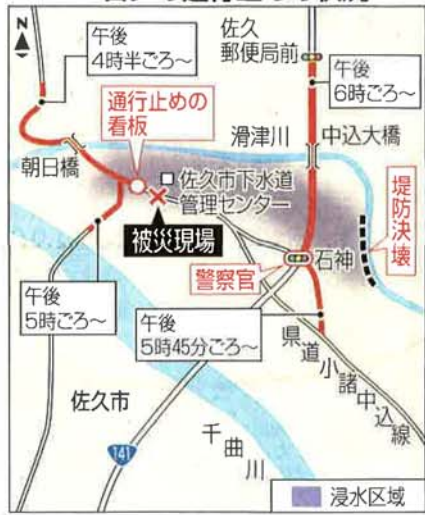 N
午後
4時半ごろ〜
佐久
郵便局前
午後
6時ごろ〜
通行止めの
看板
滑津川
中込大橋
朝日橋
佐久市下水道
管理センター
堤防決壊
被災現場
石神
警察官
午後
5時ごろ〜
午後
5時45分ごろ〜
県道小諸中込線
佐久市
千曲川
141
浸水区域